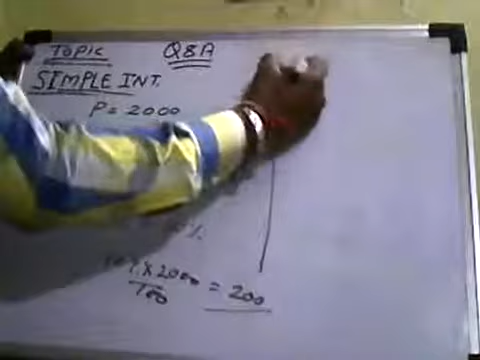 TOPIC Q&A
SIMPLE INT.
P = 2000
%
10% X 2000 = 200
100